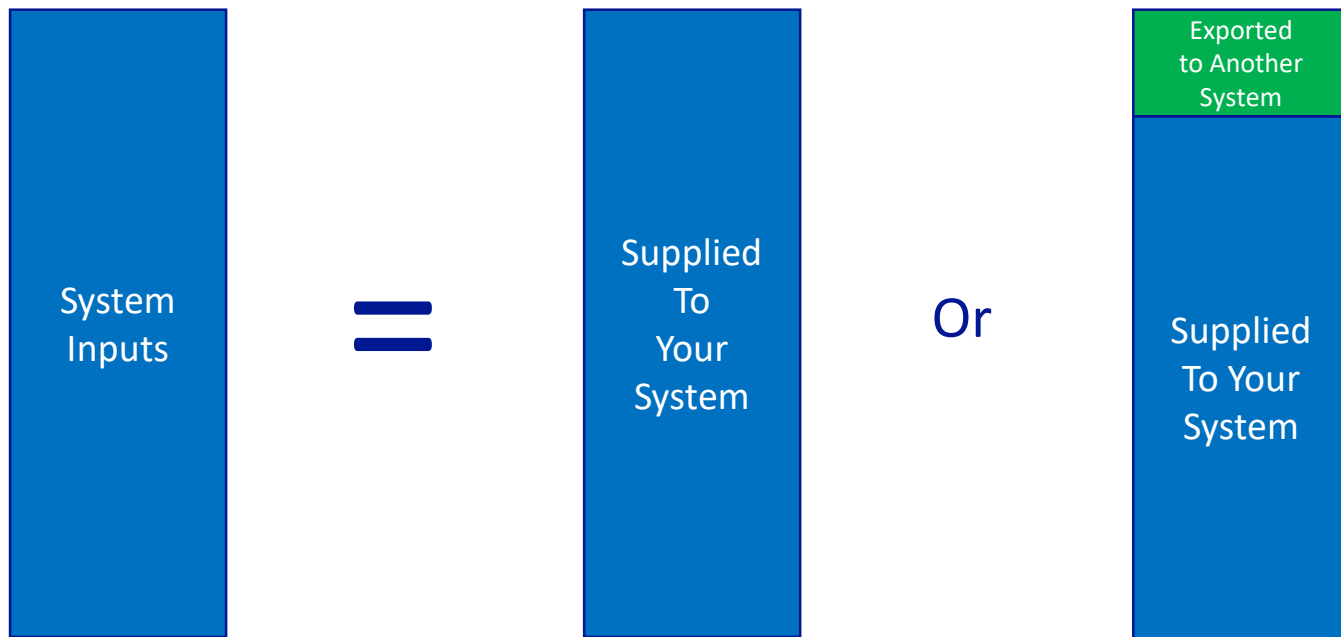 System
Inputs
=
Supplied
To
Your
System
Or
Exported
to Another
System
Supplied
To Your
System